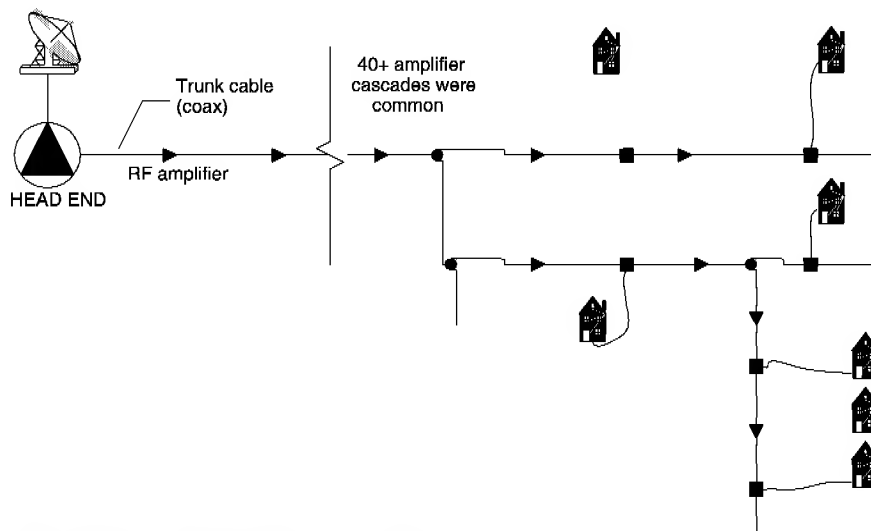 40+ amplifier
cascades were
common
Trunk cable
(coax)
RF amplifier
HEAD END